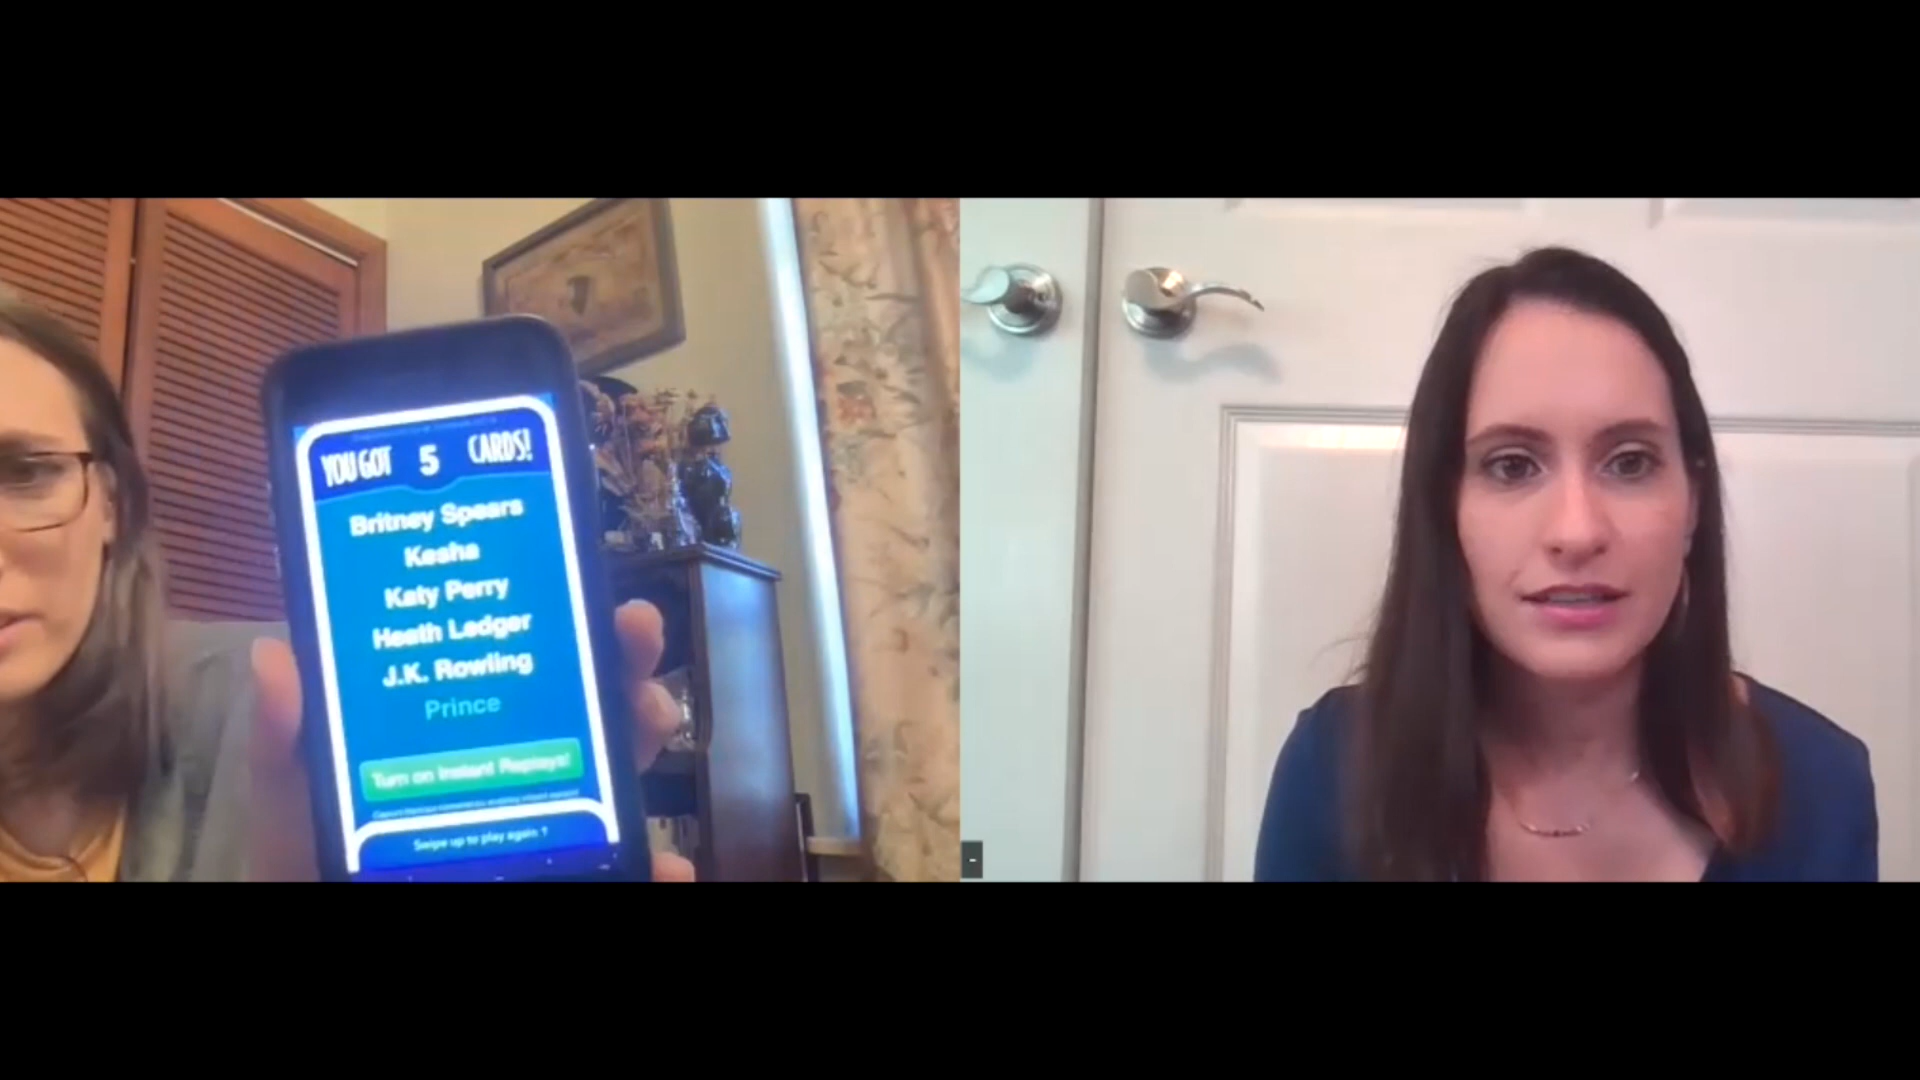 YOU GOT 5 CARDS!
Britney Spears
Kesha
Katy Perry
Heath Ledger
J.K. Rowling
Prince
Turn on Instant Replays!
Swipe up to play again ↑
-